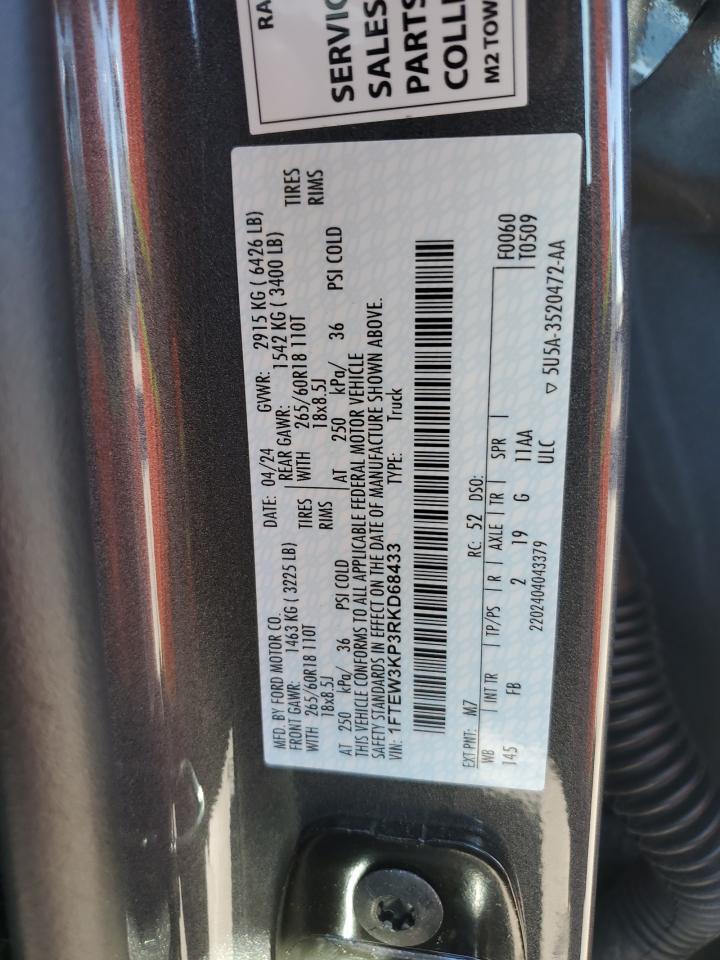 RA
SERVIC
SALES
PARTS
COLLI
M2 TOW
MFD. BY FORD MOTOR CO. DATE: 04/24 GVWR: 2915 KG ( 6426 LB)
FRONT GAWR: 1463 KG ( 3225 LB) REAR GAWR: 1542 KG ( 3400 LB)
WITH 265/60R18 110T TIRES WITH 265/60R18 110T TIRES
18x8.5J RIMS 18x8.5J RIMS
AT 250 kPa/ 36 PSI COLD AT 250 kPa/ 36 PSI COLD
THIS VEHICLE CONFORMS TO ALL APPLICABLE FEDERAL MOTOR VEHICLE
SAFETY STANDARDS IN EFFECT ON THE DATE OF MANUFACTURE SHOWN ABOVE.
VIN: 1FTEW3KP3RKD68433 TYPE: Truck
EXT PNT: M7 RC: 52 DSO:
WB INT TR TP/PS R AXLE TR SPR F0060
145 FB 2 19 G 11AA T0509
2202404043379 ULC
▽ 5U5A-3520472-AA